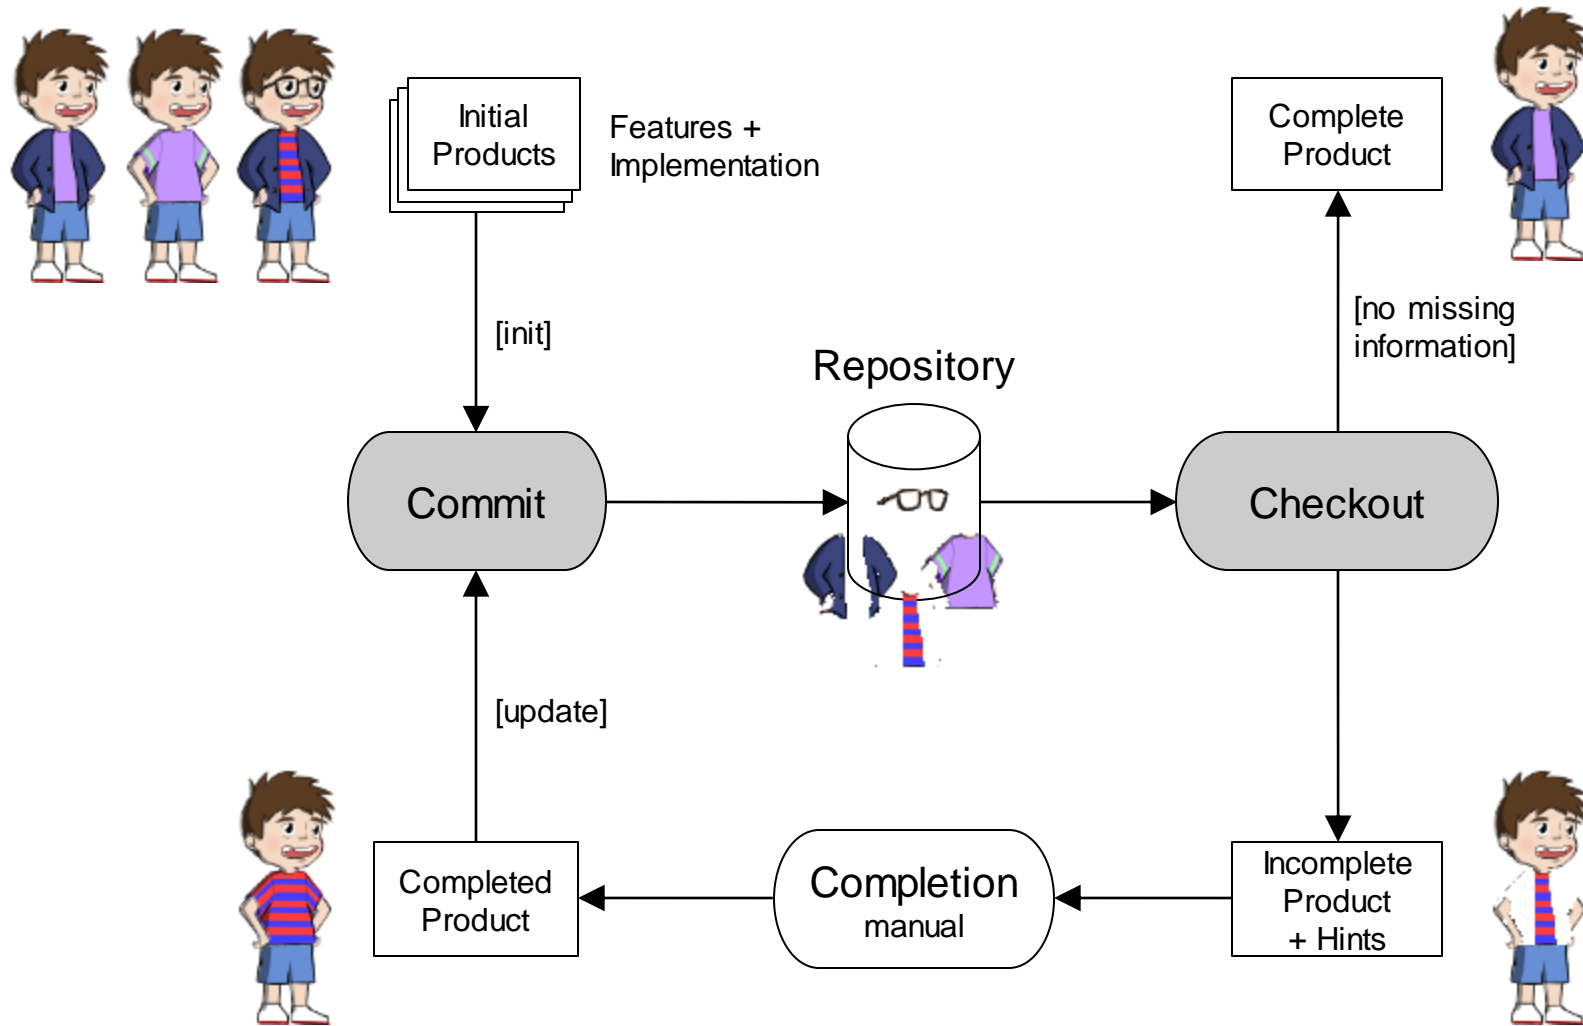 Initial
Products
Features +
Implementation
Complete
Product
[init]
[no missing
information]
Repository
Commit
Checkout
[update]
Completed
Product
Completion
manual
Incomplete
Product
+ Hints